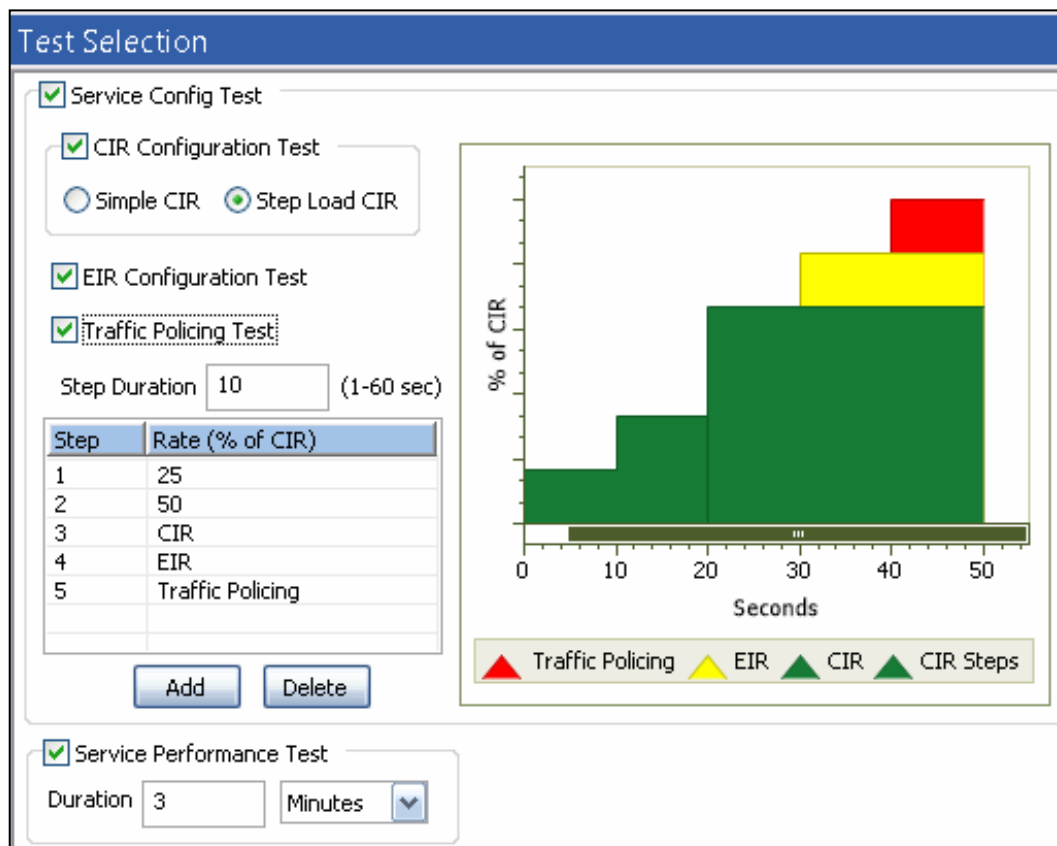 Test Selection
Service Config Test
CIR Configuration Test
Simple CIR Step Load CIR
EIR Configuration Test
Traffic Policing Test
Step Duration 10 (1-60 sec)
Step Rate (% of CIR)
1 25
2 50
3 CIR
4 EIR
5 Traffic Policing
Add Delete
% of CIR
0 10 20 30 40 50
Seconds
Traffic Policing EIR CIR CIR Steps
Service Performance Test
Duration 3 Minutes